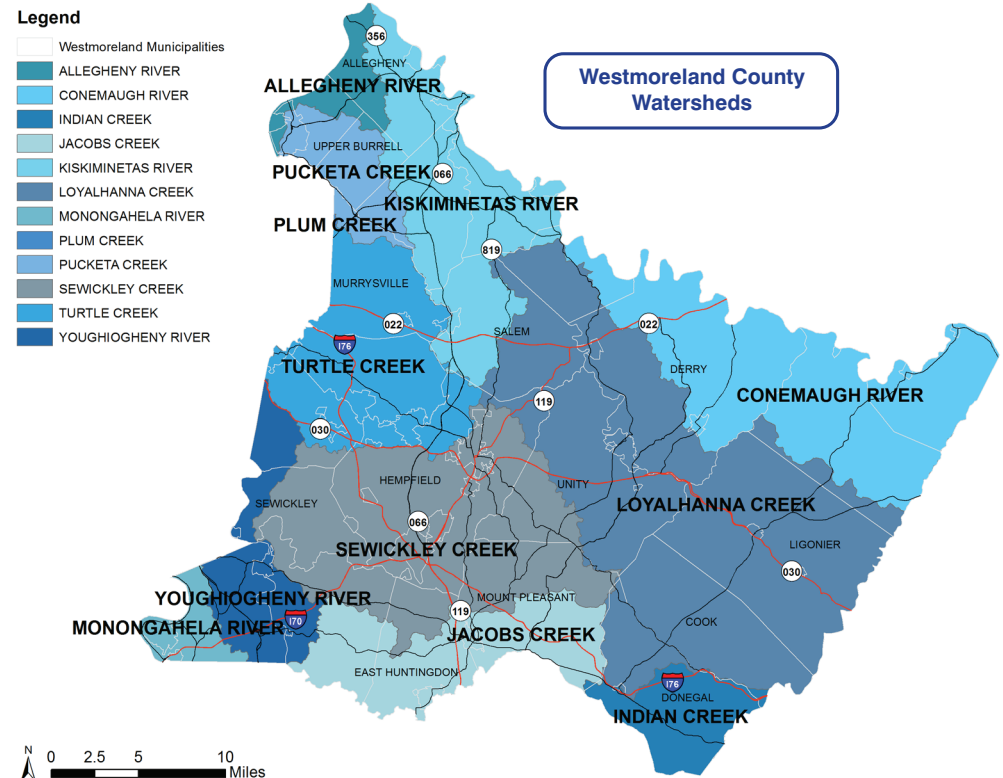 Legend
Westmoreland Municipalities
ALLEGHENY RIVER
CONEMAUGH RIVER
INDIAN CREEK
JACOBS CREEK
KISKIMINETAS RIVER
LOYALHANNA CREEK
MONONGAHELA RIVER
PLUM CREEK
PUCKETA CREEK
SEWICKLEY CREEK
TURTLE CREEK
YOUGHIOGHENY RIVER
Westmoreland County
Watersheds
356
ALLEGHENY
ALLEGHENY RIVER
UPPER BURRELL
PUCKETA CREEK
066
KISKIMINETAS RIVER
PLUM CREEK
819
MURRYSVILLE
022
SALEM
022
I76
TURTLE CREEK
DERRY
CONEMAUGH RIVER
119
030
HEMPFIELD
UNITY
SEWICKLEY
LOYALHANNA CREEK
066
SEWICKLEY CREEK
LIGONIER
030
YOUGHIOGHENY RIVER
MOUNT PLEASANT
119
I70
MONONGAHELA RIVER
JACOBS CREEK
COOK
EAST HUNTINGDON
I76
DONEGAL
INDIAN CREEK
N
0 2.5 5 10
Miles